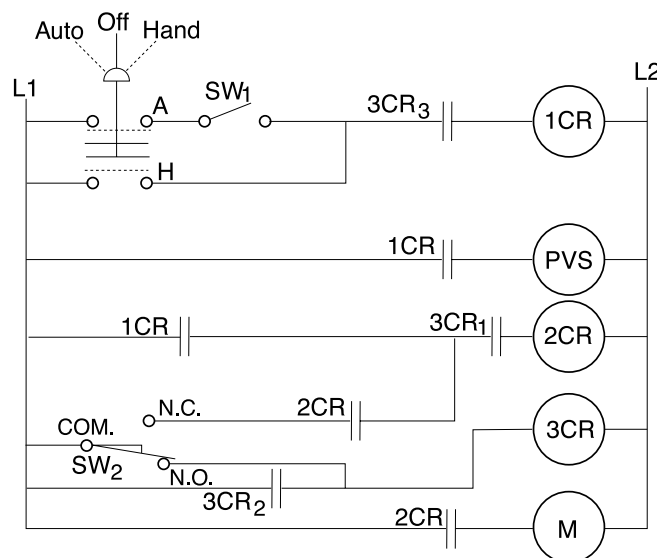 Off
Auto Hand
L1 L2
A SW1 3CR3 1CR
H
1CR PVS
1CR 3CR1 2CR
N.C. 2CR
COM. 3CR
SW2 N.O.
3CR2
2CR M